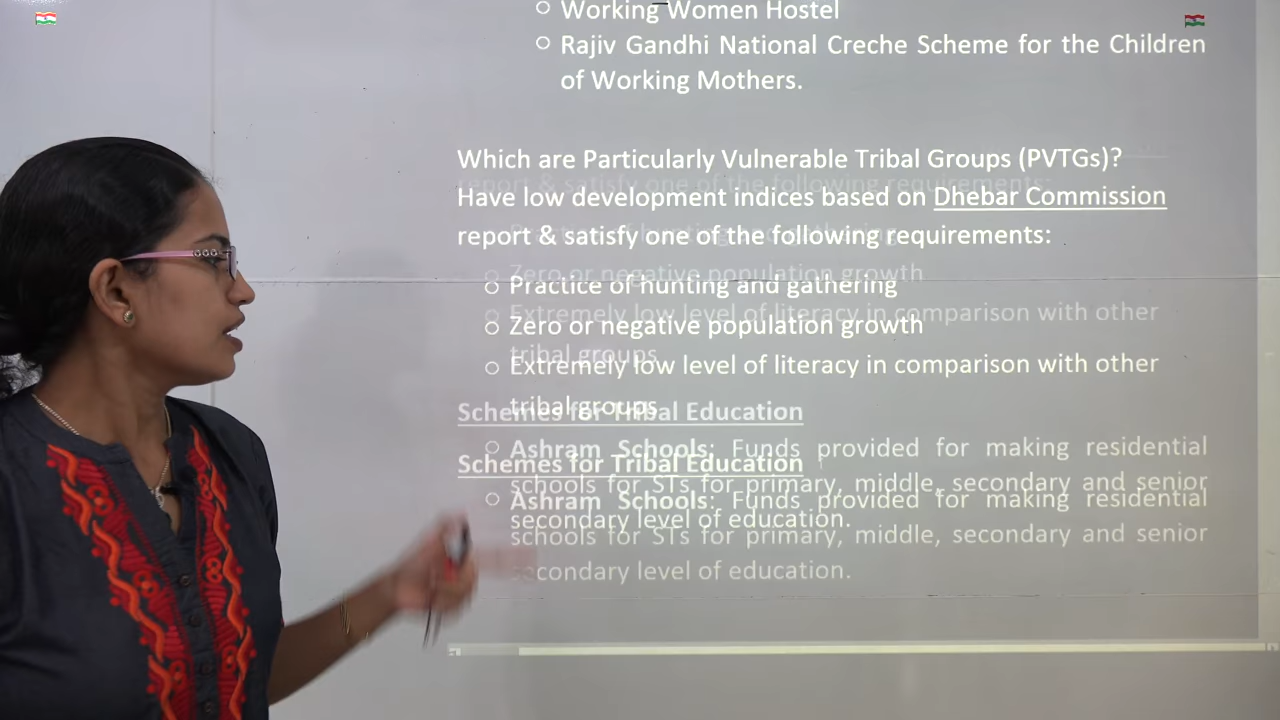 ○ Working Women Hostel
○ Rajiv Gandhi National Creche Scheme for the Children
of Working Mothers.
Which are Particularly Vulnerable Tribal Groups (PVTGs)?
Have low development indices based on Dhebar Commission
report & satisfy one of the following requirements:
○ Practice of hunting and gathering
○ Zero or negative population growth
○ Extremely low level of literacy in comparison with other
tribal groups
Schemes for Tribal Education
○ Ashram Schools: Funds provided for making residential
schools for STs for primary, middle, secondary and senior
secondary level of education.